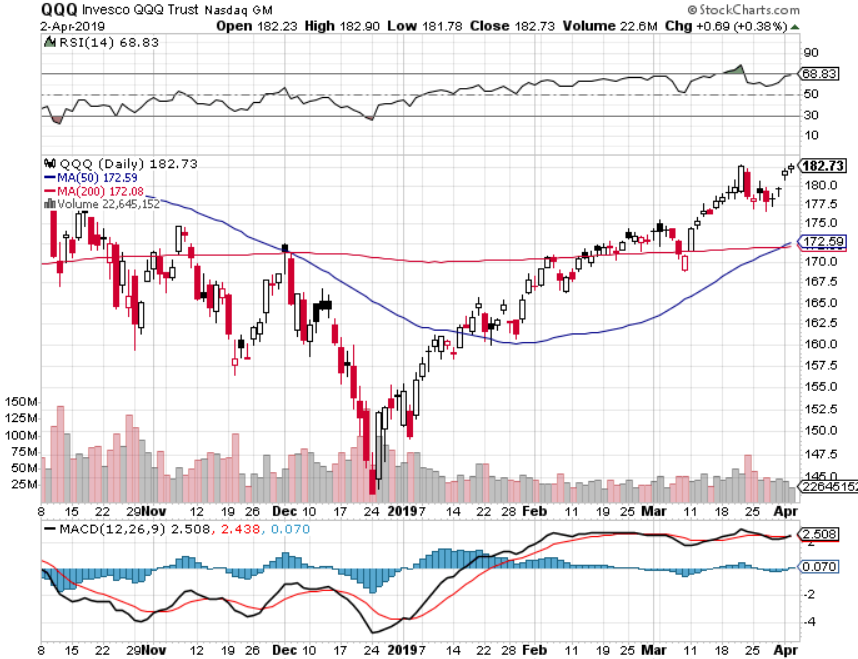 QQQ Invesco QQQ Trust Nasdaq GM © StockCharts.com
2-Apr-2019 Open 182.23 High 182.90 Low 181.78 Close 182.73 Volume 22.6M Chg +0.69 (+0.38%)
RSI(14) 68.83
90
68.83
50
30
10
QQQ (Daily) 182.73
182.73
MA(50) 172.59
MA(200) 172.08
Volume 22,645,152
180.0
177.5
175.0
172.59
170.0
167.5
165.0
162.5
160.0
157.5
155.0
150M
152.5
125M
100M
150.0
75M
147.5
50M
145.0
25M
22645152
8 15 22 Nov 12 19 26 Dec 10 17 24 2019 7 14 22 28 Feb 11 19 25 Mar 11 18 25 Apr
MACD(12,26,9) 2.508, 2.438, 0.070
2.508
2
0.070
-2
-4
8 15 22 29 Nov 12 19 26 Dec 10 17 24 2019 7 14 22 28 Feb 11 19 25 Mar 11 18 25 Apr